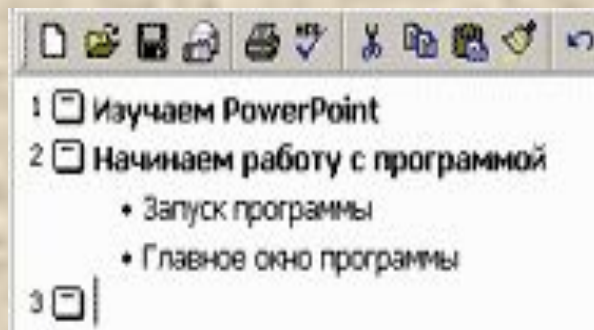 1 Изучаем PowerPoint
2 Начинаем работу с программой
• Запуск программы
• Главное окно программы
3